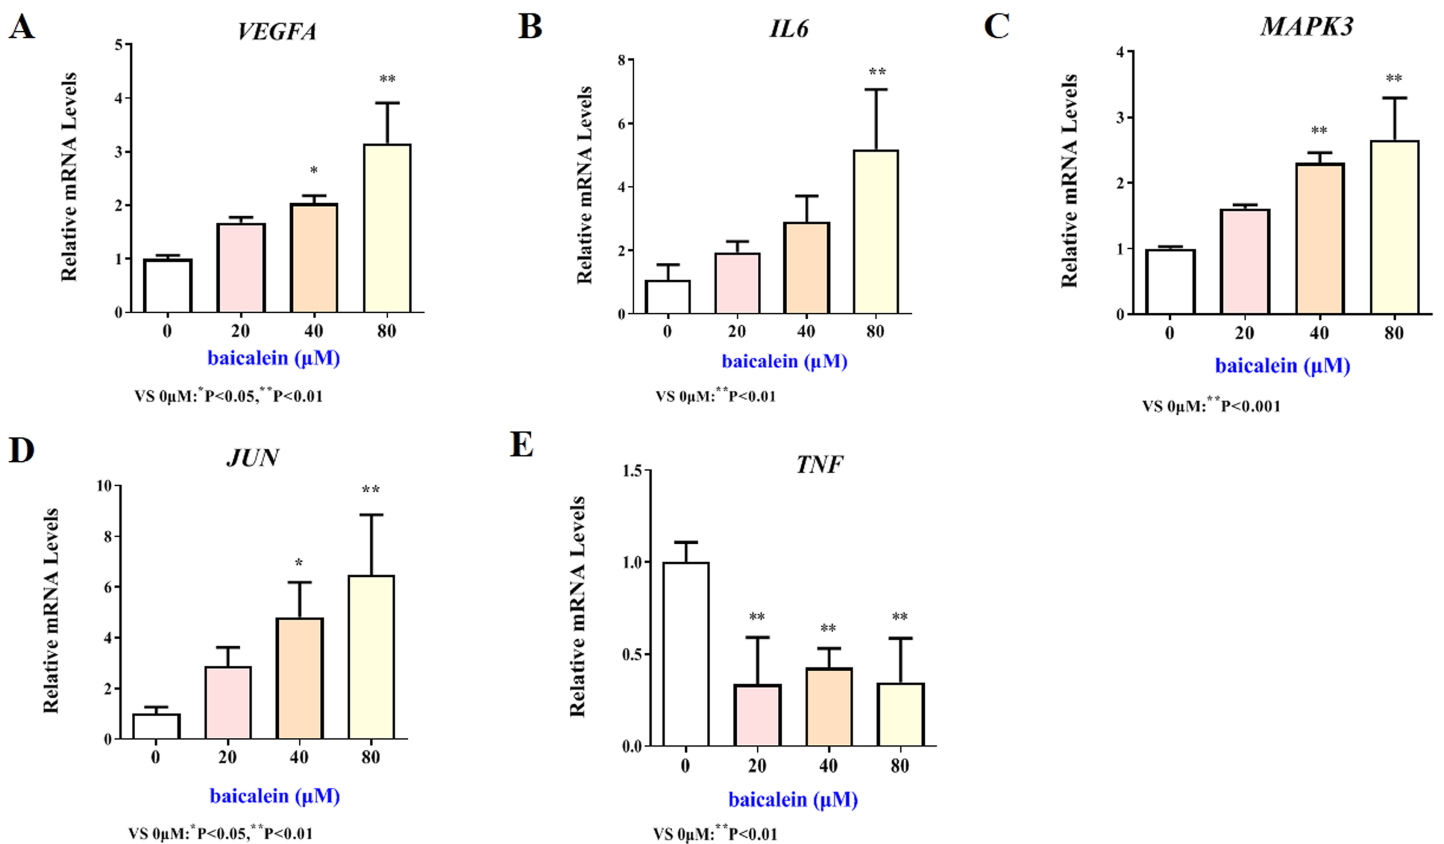 A
VEGFA
Relative mRNA Levels
5
4
3
2
1
0
*
**
0 20 40 80
baicalein (μM)
VS 0μM:*P<0.05,**P<0.01
B
IL6
Relative mRNA Levels
8
6
4
2
0
**
0 20 40 80
baicalein (μM)
VS 0μM:**P<0.01
C
MAPK3
Relative mRNA Levels
4
3
2
1
0
**
**
0 20 40 80
baicalein (μM)
VS 0μM:**P<0.001
D
JUN
Relative mRNA Levels
10
8
6
4
2
0
*
**
0 20 40 80
baicalein (μM)
VS 0μM:*P<0.05,**P<0.01
E
TNF
Relative mRNA Levels
1.5
1.0
0.5
0.0
** ** **
0 20 40 80
baicalein (μM)
VS 0μM:**P<0.01